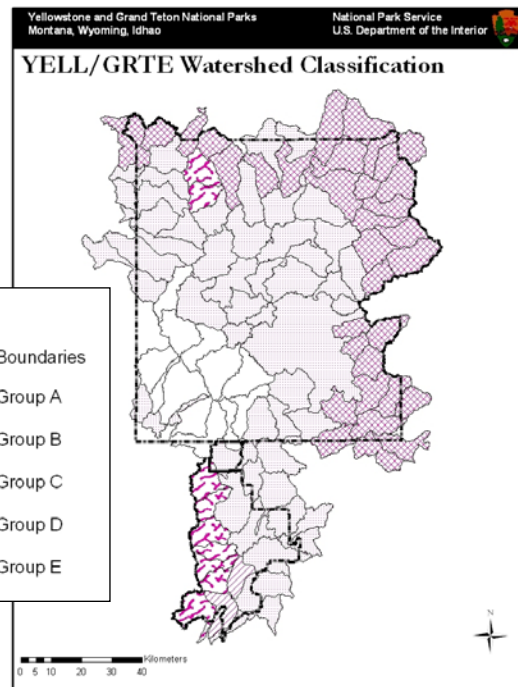 Yellowstone and Grand Teton National Parks
Montana, Wyoming, Idhao
National Park Service
U.S. Department of the Interior
YELL/GRTE Watershed Classification
Boundaries
Group A
Group B
Group C
Group D
Group E
N
Kilometers
0 5 10 20 30 40